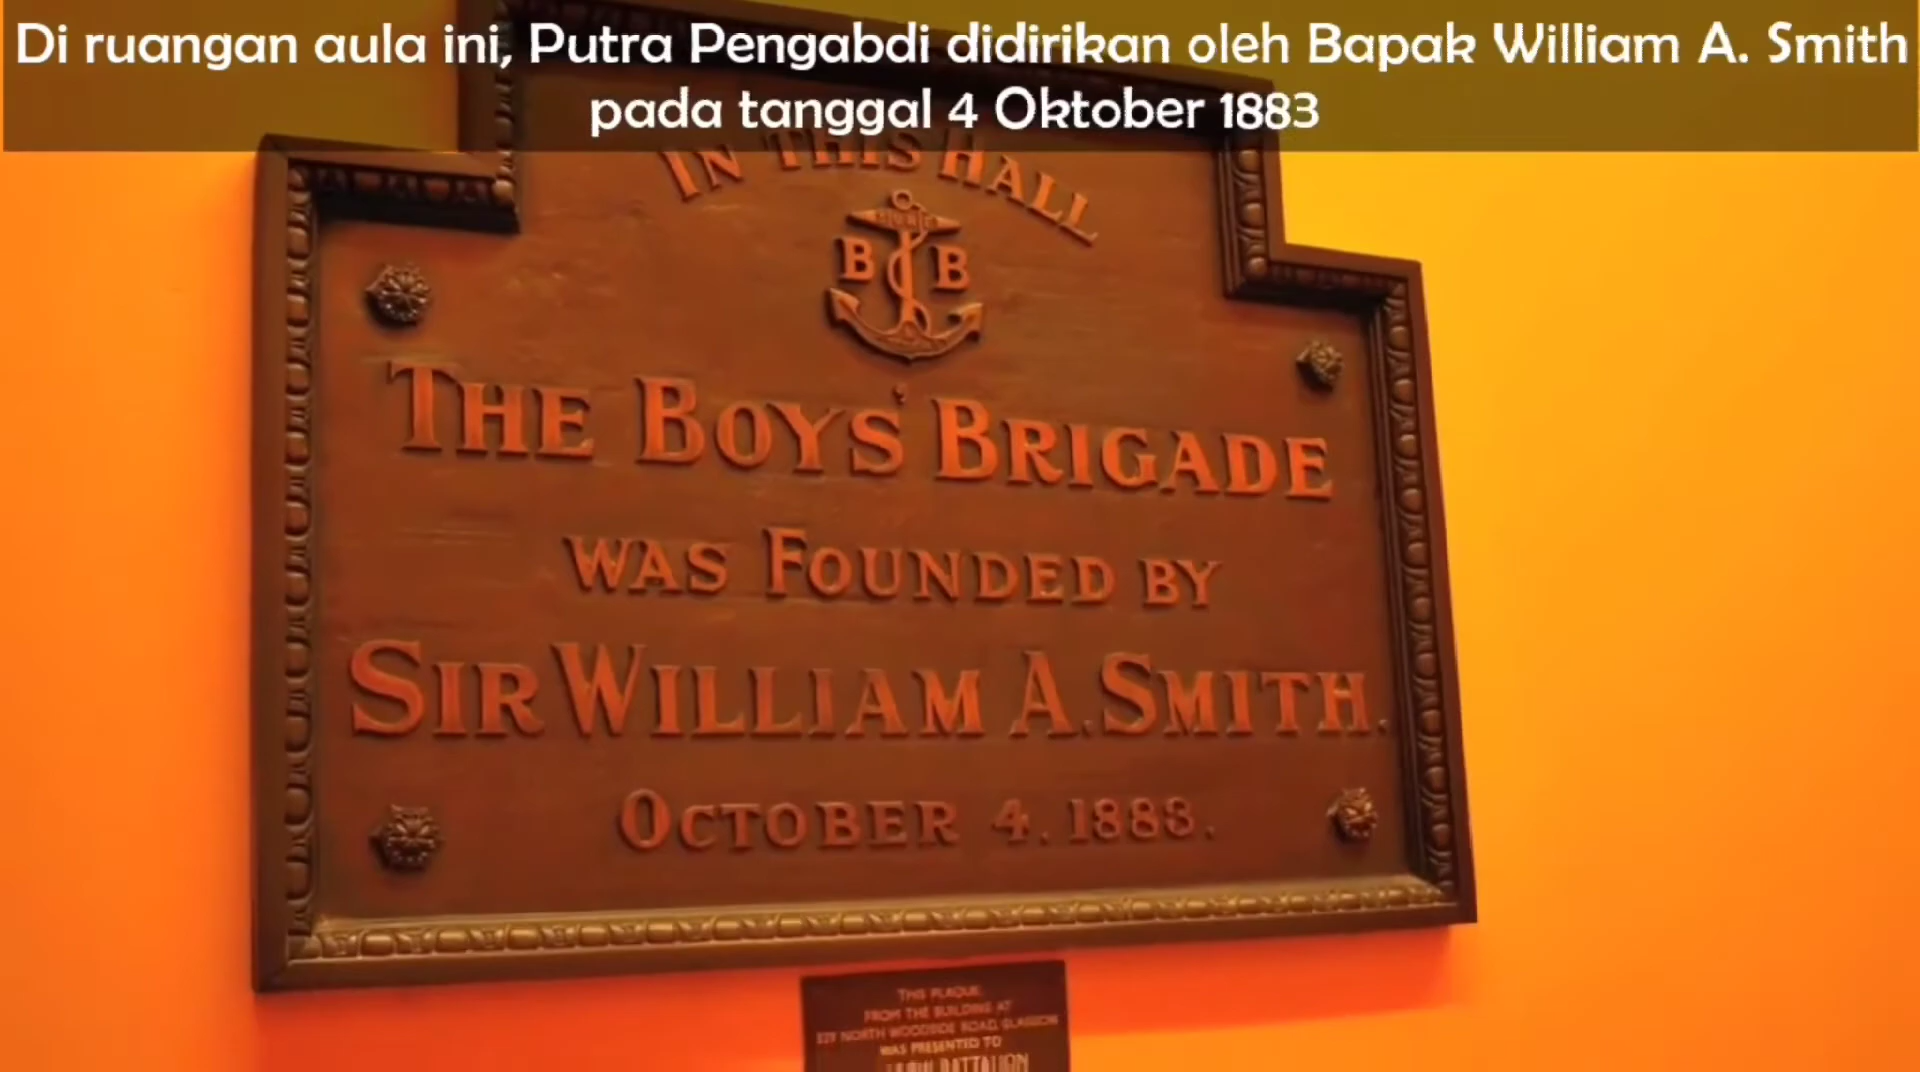 Di ruangan aula ini, Putra Pengabdi didirikan oleh Bapak William A. Smith
pada tanggal 4 Oktober 1883
IN THIS HALL
B B
THE BOYS' BRIGADE
WAS FOUNDED BY
SIR WILLIAM A. SMITH.
OCTOBER 4. 1883.
THIS PLAQUE
FROM THE BUILDING AT
329 NORTH WOODSIDE ROAD, GLASGOW
WAS PRESENTED TO
BATTALION